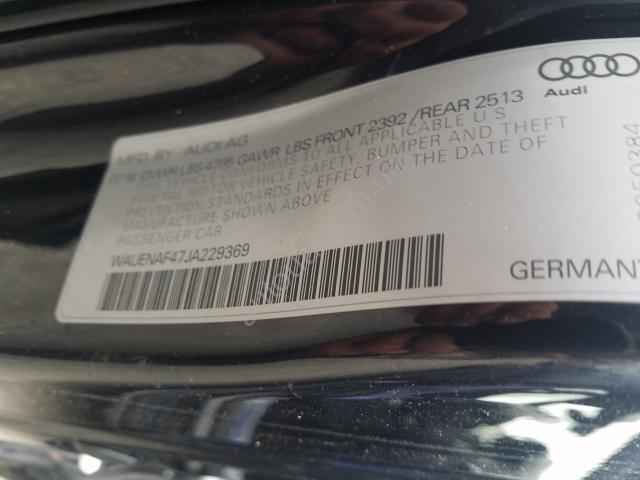 Audi
MFD. BY: AUDI AG
07 18 GVWR LBS 4795 GAWR LBS FRONT 2392 / REAR 2513
THIS VEHICLE CONFORMS TO ALL APPLICABLE U S
FEDERAL MOTOR VEHICLE SAFETY, BUMPER AND THEFT
PREVENTION STANDARDS IN EFFECT ON THE DATE OF
MANUFACTURE SHOWN ABOVE
PASSENGER CAR
WAUENAF47JA229369
GERMANY